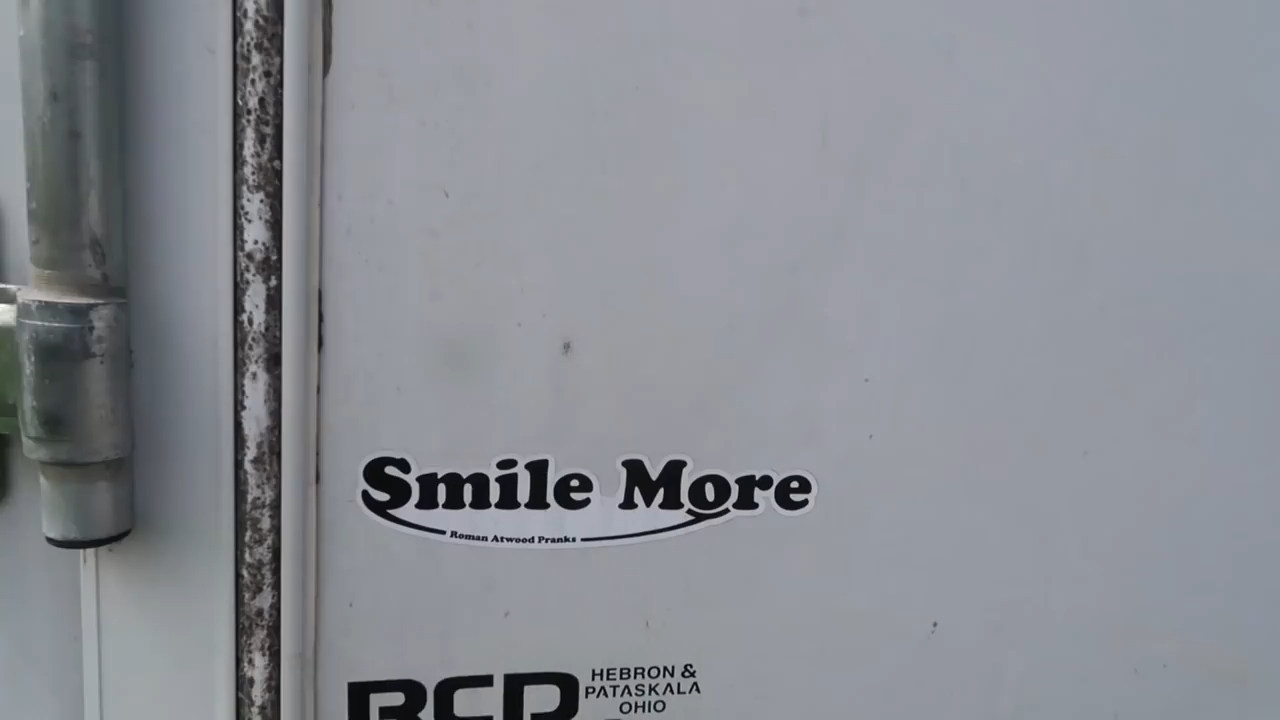 Smile More
Roman Atwood Pranks
HEBRON &
PATASKALA
OHIO